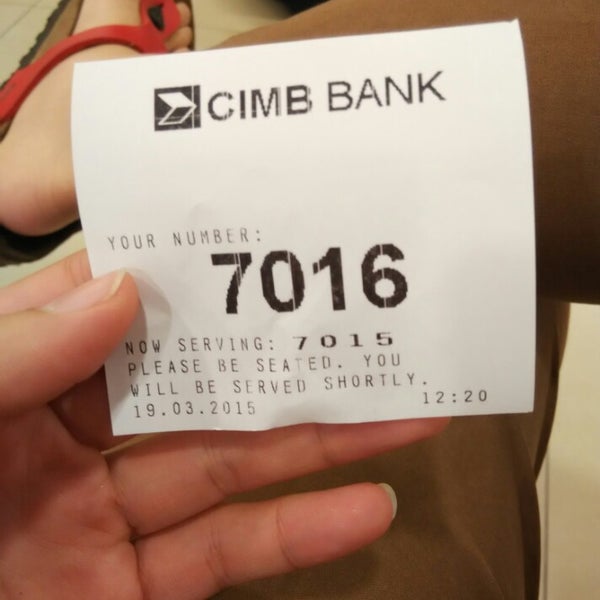 CIMB BANK
YOUR NUMBER:
7016
NOW SERVING: 7015
PLEASE BE SEATED. YOU
WILL BE SERVED SHORTLY.
19.03.2015 12:20